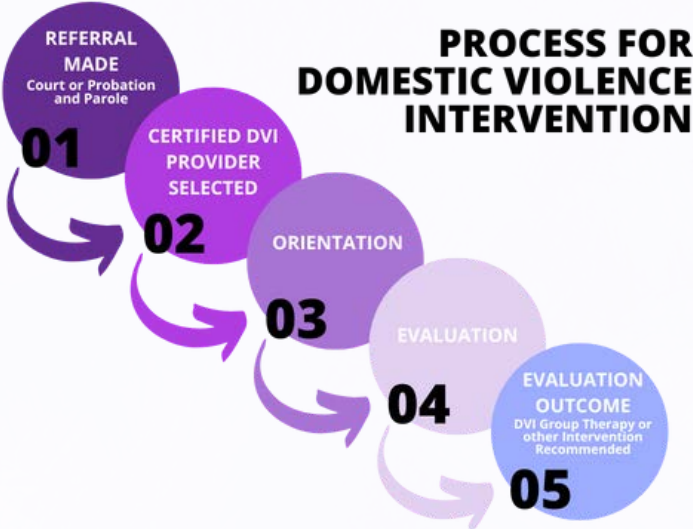 PROCESS FOR
DOMESTIC VIOLENCE
INTERVENTION
REFERRAL
MADE
Court or Probation
and Parole
01
CERTIFIED DVI
PROVIDER
SELECTED
02
ORIENTATION
03
EVALUATION
04
EVALUATION
OUTCOME
DVI Group Therapy or
other Intervention
Recommended
05